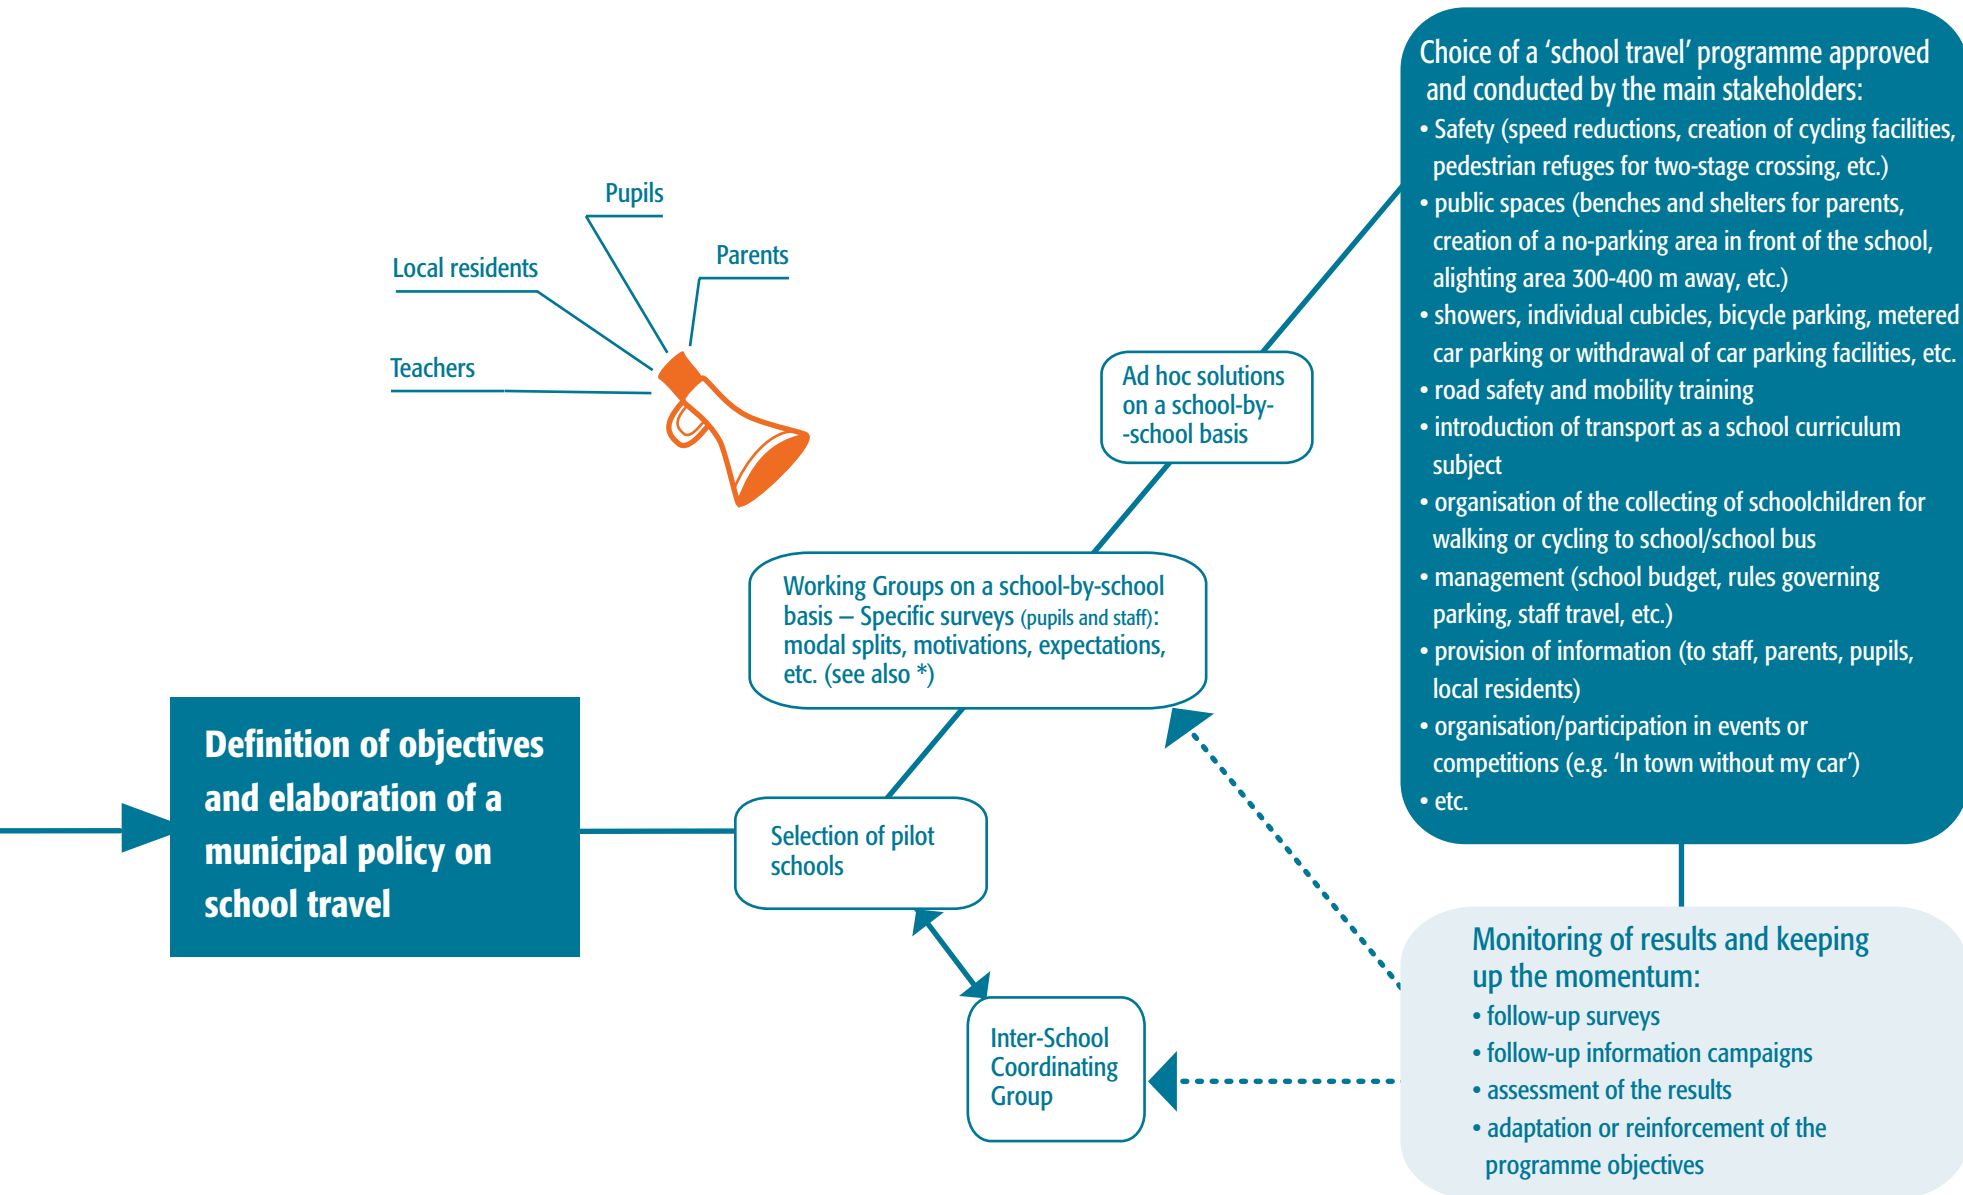 Pupils
Parents
Local residents
Teachers
Definition of objectives
and elaboration of a
municipal policy on
school travel
Selection of pilot
schools
Inter-School
Coordinating
Group
Working Groups on a school-by-school
basis – Specific surveys (pupils and staff):
modal splits, motivations, expectations,
etc. (see also *)
Ad hoc solutions
on a school-by-
-school basis
Choice of a ‘school travel’ programme approved
and conducted by the main stakeholders:
• Safety (speed reductions, creation of cycling facilities,
pedestrian refuges for two-stage crossing, etc.)
• public spaces (benches and shelters for parents,
creation of a no-parking area in front of the school,
alighting area 300-400 m away, etc.)
• showers, individual cubicles, bicycle parking, metered
car parking or withdrawal of car parking facilities, etc.
• road safety and mobility training
• introduction of transport as a school curriculum
subject
• organisation of the collecting of schoolchildren for
walking or cycling to school/school bus
• management (school budget, rules governing
parking, staff travel, etc.)
• provision of information (to staff, parents, pupils,
local residents)
• organisation/participation in events or
competitions (e.g. ‘In town without my car’)
• etc.
Monitoring of results and keeping
up the momentum:
• follow-up surveys
• follow-up information campaigns
• assessment of the results
• adaptation or reinforcement of the
programme objectives